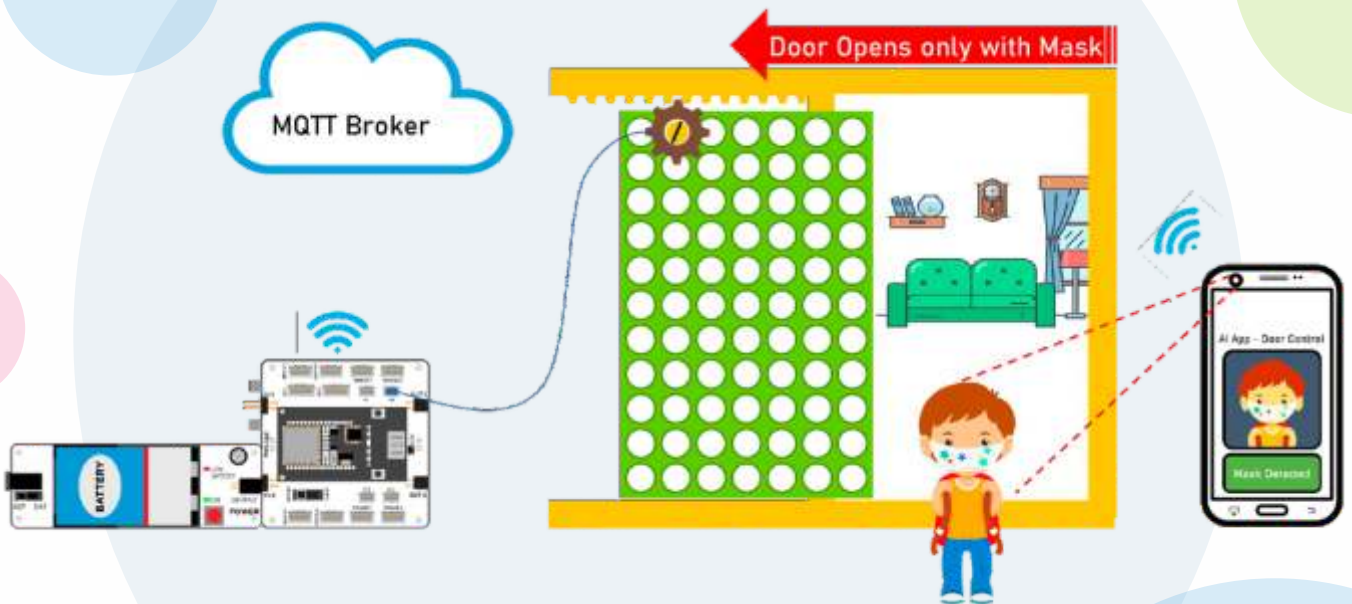 Door Opens only with Mask
MQTT Broker
AI App - Door Control
Mask Detected
BATTERY
POWER